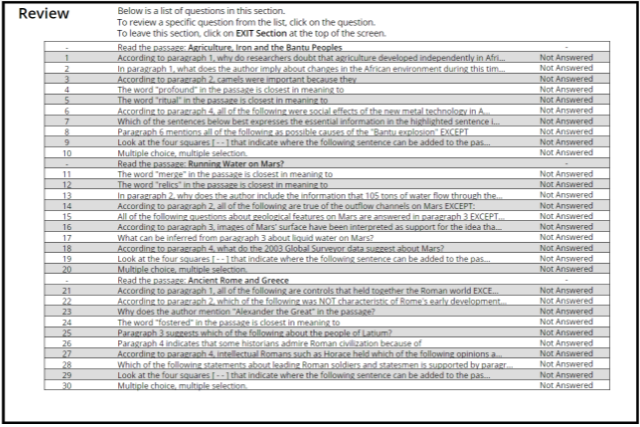 Review
Below is a list of questions in this section.
To review a specific question from the list, click on the question.
To leave this section, click on EXIT Section at the top of the screen.
- Read the passage: Agriculture, Iron and the Bantu Peoples -
1 According to paragraph 1, why do researchers doubt that agriculture developed independently in Afri... Not Answered
2 In paragraph 1, what does the author imply about changes in the African environment during this tim... Not Answered
3 According to paragraph 2, camels were important because they Not Answered
4 The word "profound" in the passage is closest in meaning to Not Answered
5 The word "ritual" in the passage is closest in meaning to Not Answered
6 According to paragraph 4, all of the following were social effects of the new metal technology in A... Not Answered
7 Which of the sentences below best expresses the essential information in the highlighted sentence i... Not Answered
8 Paragraph 6 mentions all of the following as possible causes of the "Bantu explosion" EXCEPT Not Answered
9 Look at the four squares [ - - ] that indicate where the following sentence can be added to the pas... Not Answered
10 Multiple choice, multiple selection. Not Answered
- Read the passage: Running Water on Mars? -
11 The word "merge" in the passage is closest in meaning to Not Answered
12 The word "relics" in the passage is closest in meaning to Not Answered
13 In paragraph 2, why does the author include the information that 105 tons of water flow through the... Not Answered
14 According to paragraph 2, all of the following are true of the outflow channels on Mars EXCEPT: Not Answered
15 All of the following questions about geological features on Mars are answered in paragraph 3 EXCEPT... Not Answered
16 According to paragraph 3, images of Mars' surface have been interpreted as support for the idea tha... Not Answered
17 What can be inferred from paragraph 3 about liquid water on Mars? Not Answered
18 According to paragraph 4, what do the 2003 Global Surveyor data suggest about Mars? Not Answered
19 Look at the four squares [ - - ] that indicate where the following sentence can be added to the pas... Not Answered
20 Multiple choice, multiple selection. Not Answered
- Read the passage: Ancient Rome and Greece -
21 According to paragraph 1, all of the following are controls that held together the Roman world EXCE... Not Answered
22 According to paragraph 2, which of the following was NOT characteristic of Rome's early development... Not Answered
23 Why does the author mention "Alexander the Great" in the passage? Not Answered
24 The word "fostered" in the passage is closest in meaning to Not Answered
25 Paragraph 3 suggests which of the following about the people of Latium? Not Answered
26 Paragraph 4 indicates that some historians admire Roman civilization because of Not Answered
27 According to paragraph 4, intellectual Romans such as Horace held which of the following opinions a... Not Answered
28 Which of the following statements about leading Roman soldiers and statesmen is supported by paragr... Not Answered
29 Look at the four squares [ - - ] that indicate where the following sentence can be added to the pas... Not Answered
30 Multiple choice, multiple selection. Not Answered